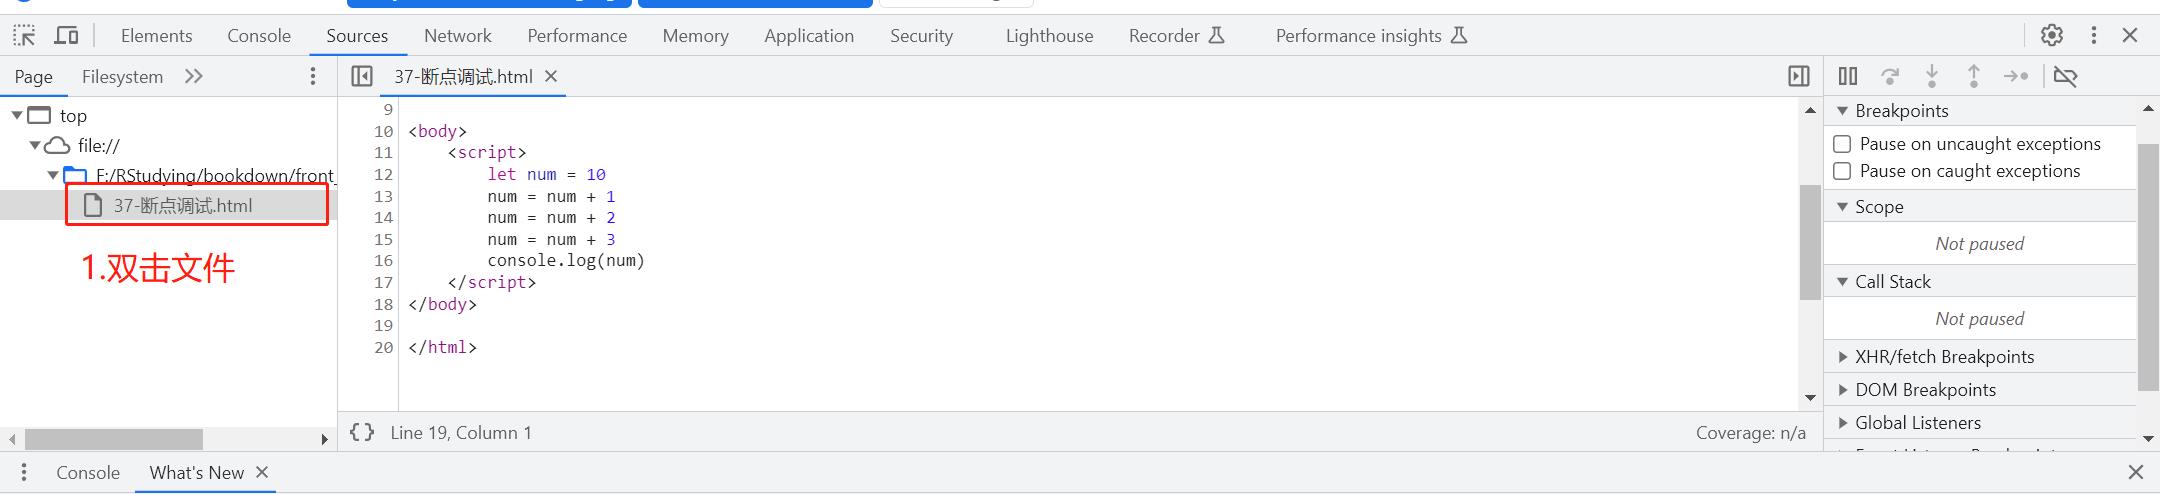 Elements Console Sources Network Performance Memory Application Security Lighthouse Recorder Performance insights
Page Filesystem
top
file://
F:/RStudying/bookdown/front_
37-断点调试.html
1.双击文件
37-断点调试.html
9
10 <body>
11 <script>
12 let num = 10
13 num = num + 1
14 num = num + 2
15 num = num + 3
16 console.log(num)
17 </script>
18 </body>
19
20 </html>
{} Line 19, Column 1 Coverage: n/a
Breakpoints
Pause on uncaught exceptions
Pause on caught exceptions
Scope
Not paused
Call Stack
Not paused
XHR/fetch Breakpoints
DOM Breakpoints
Global Listeners
Console What's New